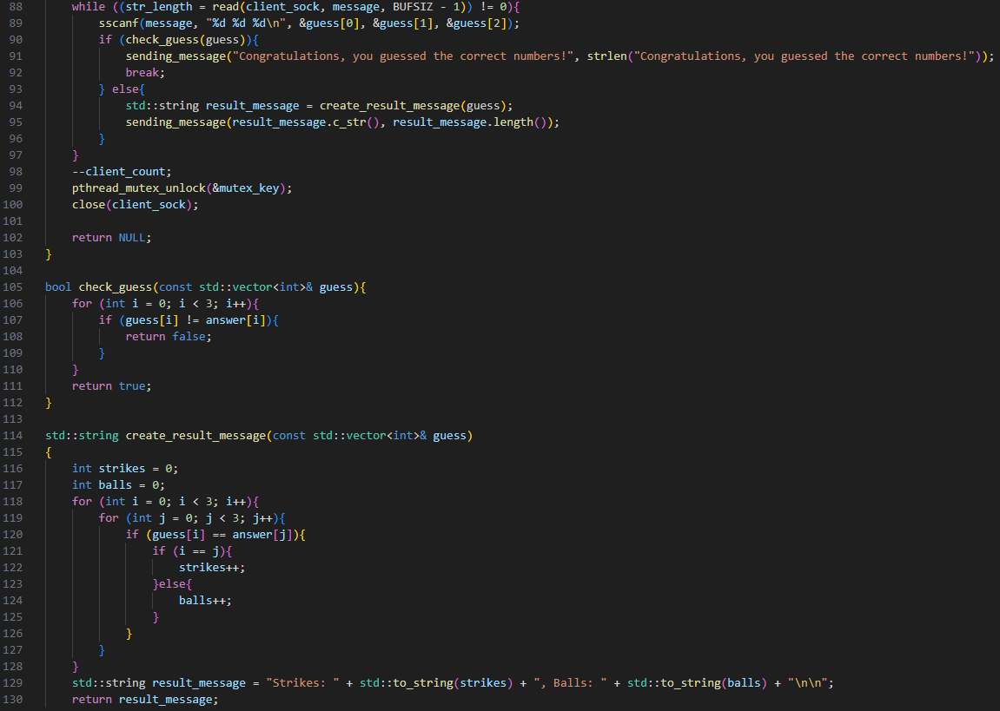 88 while ((str_length = read(client_sock, message, BUFSIZ - 1)) != 0){
89 sscanf(message, "%d %d %d\n", &guess[0], &guess[1], &guess[2]);
90 if (check_guess(guess)){
91 sending_message("Congratulations, you guessed the correct numbers!", strlen("Congratulations, you guessed the correct numbers!"));
92 break;
93 } else{
94 std::string result_message = create_result_message(guess);
95 sending_message(result_message.c_str(), result_message.length());
96 }
97 }
98 --client_count;
99 pthread_mutex_unlock(&mutex_key);
100 close(client_sock);
101
102 return NULL;
103 }
104
105 bool check_guess(const std::vector<int>& guess){
106 for (int i = 0; i < 3; i++){
107 if (guess[i] != answer[i]){
108 return false;
109 }
110 }
111 return true;
112 }
113
114 std::string create_result_message(const std::vector<int>& guess)
115 {
116 int strikes = 0;
117 int balls = 0;
118 for (int i = 0; i < 3; i++){
119 for (int j = 0; j < 3; j++){
120 if (guess[i] == answer[j]){
121 if (i == j){
122 strikes++;
123 }else{
124 balls++;
125 }
126 }
127 }
128 }
129 std::string result_message = "Strikes: " + std::to_string(strikes) + ", Balls: " + std::to_string(balls) + "\n\n";
130 return result_message;